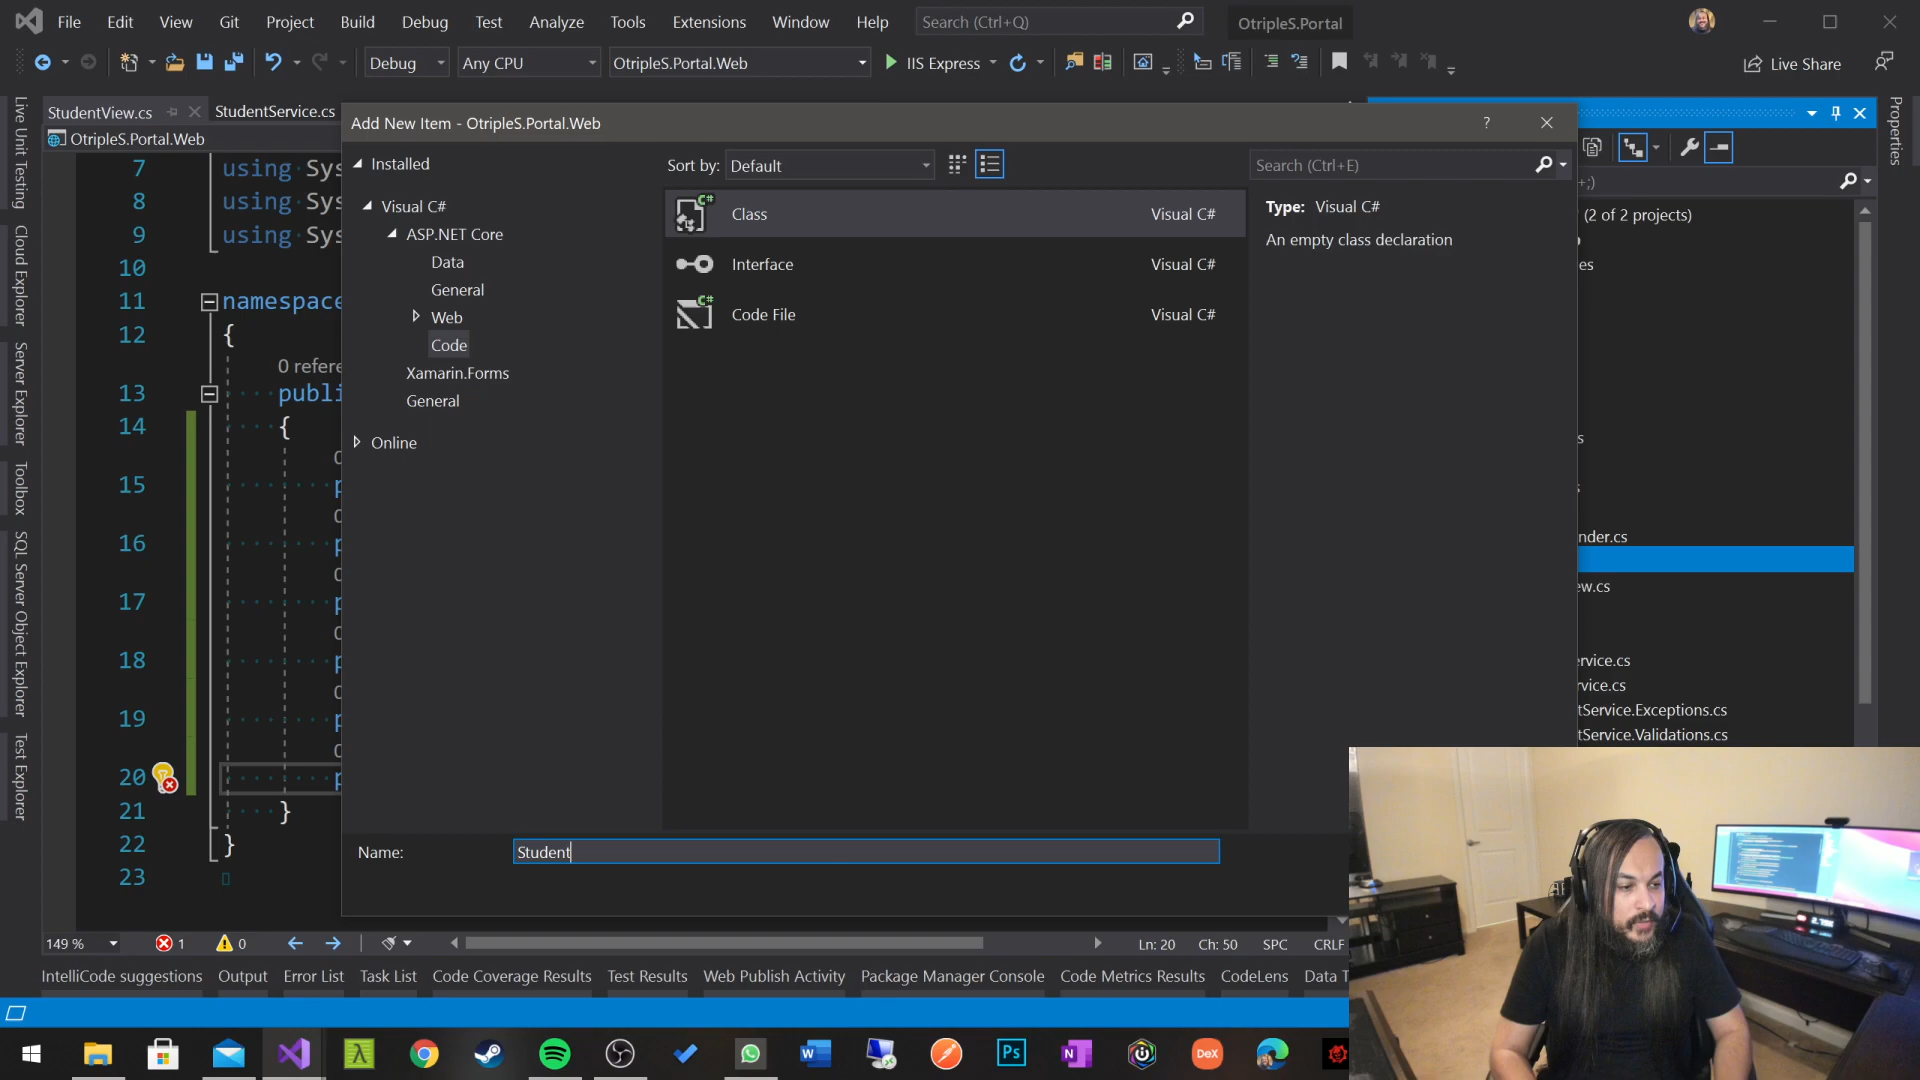 File Edit View Git Project Build Debug Test Analyze Tools Extensions Window Help Search (Ctrl+Q) OtripleS.Portal
Debug Any CPU OtripleS.Portal.Web IIS Express Live Share
StudentView.cs StudentService.cs
Add New Item - OtripleS.Portal.Web ?
OtripleS.Portal.Web
Installed
Sort by: Default
Search (Ctrl+E)
Visual C#
ASP.NET Core
Data
General
Web
Code
Xamarin.Forms
General
Online
Class Visual C#
Interface Visual C#
Code File Visual C#
Type: Visual C#
An empty class declaration
Name: Student
7 using Sys
8 using Sys
9 using Sys
10
11 namespace
12 {
0 refere
13 publi
14 {
15 p
16 p
17 p
18 p
19 p
20 p
21 }
22 }
23
+;)
(2 of 2 projects)
es
s
nder.cs
ew.cs
ervice.cs
rvice.cs
tService.Exceptions.cs
tService.Validations.cs
Live Unit Testing
Cloud Explorer
Server Explorer
Toolbox
SQL Server Object Explorer
Test Explorer
Properties
149 % 1 0 Ln: 20 Ch: 50 SPC CRLF
IntelliCode suggestions Output Error List Task List Code Coverage Results Test Results Web Publish Activity Package Manager Console Code Metrics Results CodeLens Data T
Ps
DeX